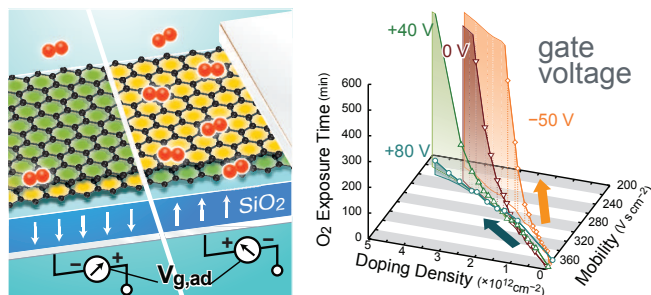 SiO2
− +
− +
Vg,ad
+40 V
0 V
gate
voltage
−50 V
+80 V
O2 Exposure Time (min)
600
500
400
300
200
100
0
5
4
3
2
1
0
Doping Density (×1012cm−2)
200
240
280
320
360
Mobility (V s cm−2)